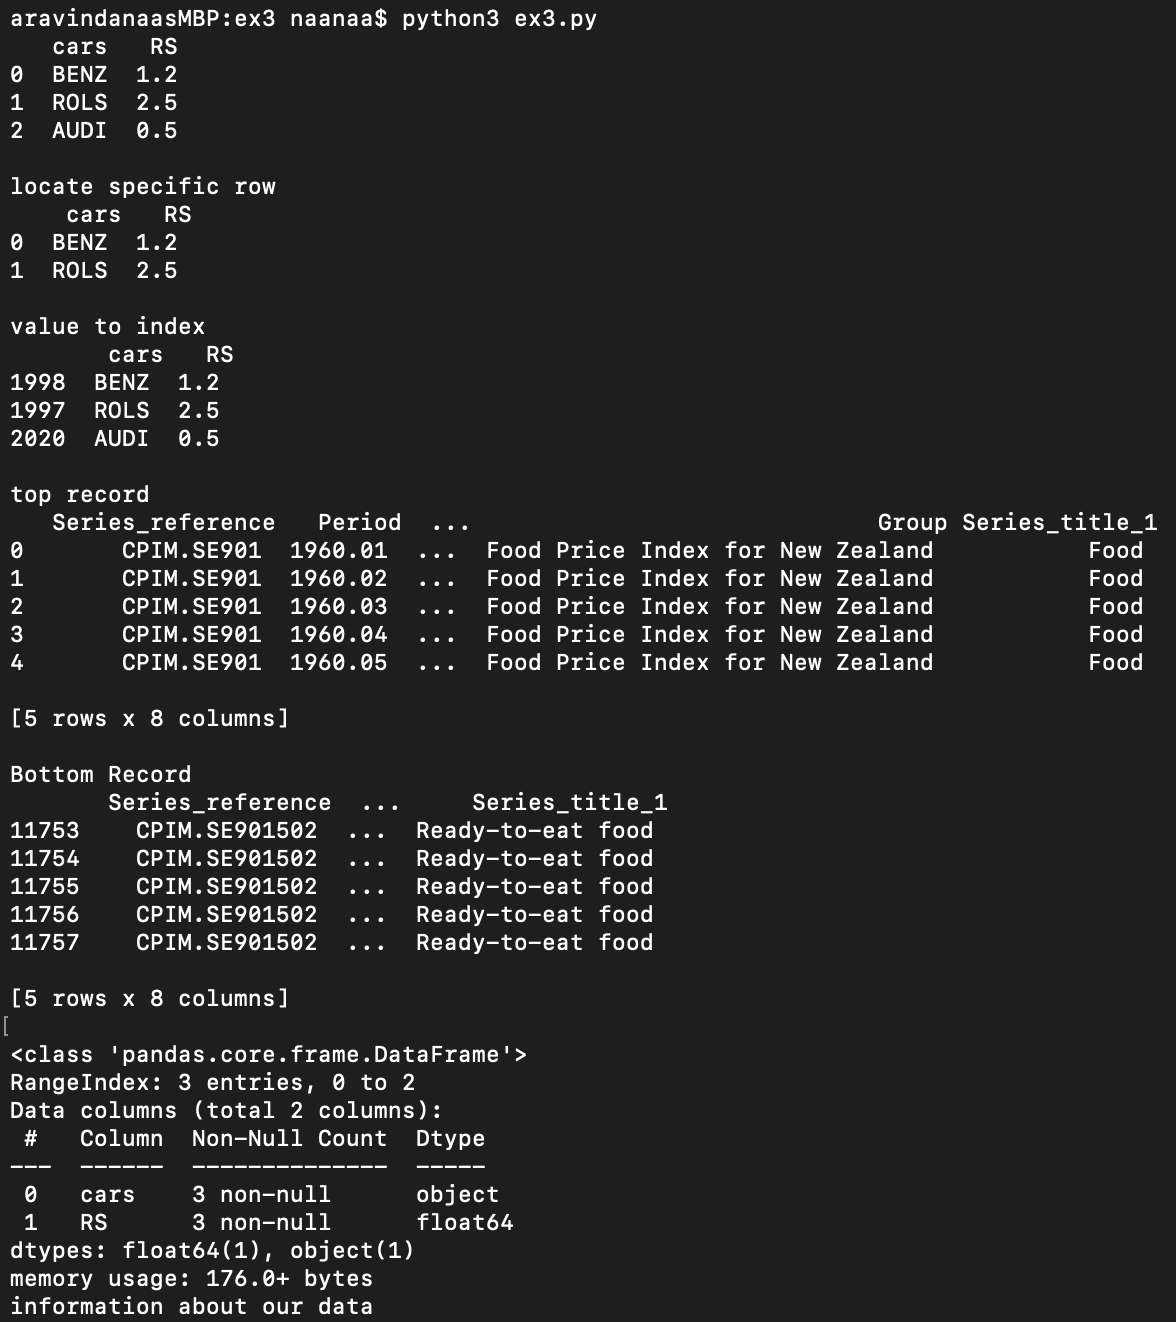 aravindanaasMBP:ex3 naanaa$ python3 ex3.py
   cars   RS
0  BENZ  1.2
1  ROLS  2.5
2  AUDI  0.5

locate specific row
    cars   RS
0  BENZ  1.2
1  ROLS  2.5

value to index
       cars   RS
1998  BENZ  1.2
1997  ROLS  2.5
2020  AUDI  0.5

top record
   Series_reference   Period  ...                             Group Series_title_1
0       CPIM.SE901  1960.01  ...  Food Price Index for New Zealand           Food
1       CPIM.SE901  1960.02  ...  Food Price Index for New Zealand           Food
2       CPIM.SE901  1960.03  ...  Food Price Index for New Zealand           Food
3       CPIM.SE901  1960.04  ...  Food Price Index for New Zealand           Food
4       CPIM.SE901  1960.05  ...  Food Price Index for New Zealand           Food

[5 rows x 8 columns]

Bottom Record
       Series_reference  ...     Series_title_1
11753    CPIM.SE901502  ...  Ready-to-eat food
11754    CPIM.SE901502  ...  Ready-to-eat food
11755    CPIM.SE901502  ...  Ready-to-eat food
11756    CPIM.SE901502  ...  Ready-to-eat food
11757    CPIM.SE901502  ...  Ready-to-eat food

[5 rows x 8 columns]
[
<class 'pandas.core.frame.DataFrame'>
RangeIndex: 3 entries, 0 to 2
Data columns (total 2 columns):
 #   Column  Non-Null Count  Dtype
---  ------  --------------  -----
 0   cars    3 non-null      object
 1   RS      3 non-null      float64
dtypes: float64(1), object(1)
memory usage: 176.0+ bytes
information about our data